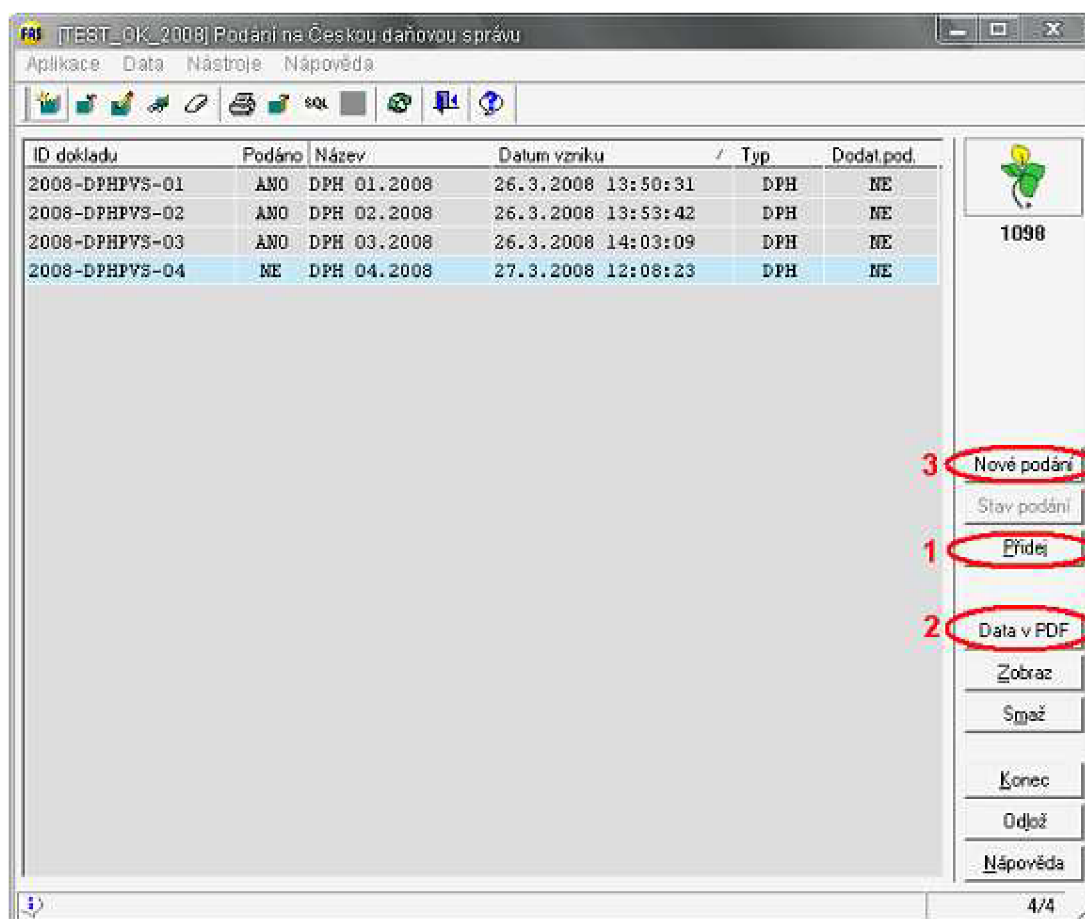 FAS [TEST_OK_2008] Podání na Českou daňovou správu
Aplikace Data Nástroje Nápověda
SQL
ID dokladu Podáno Název Datum vzniku / Typ Dodat.pod.
2008-DPHPVS-01 ANO DPH 01.2008 26.3.2008 13:50:31 DPH NE
2008-DPHPVS-02 ANO DPH 02.2008 26.3.2008 13:53:42 DPH NE
2008-DPHPVS-03 ANO DPH 03.2008 26.3.2008 14:03:09 DPH NE
2008-DPHPVS-04 NE DPH 04.2008 27.3.2008 12:08:23 DPH NE
1098
3 Nové podání
Stav podání
1 Přidej
2 Data v PDF
Zobraz
Smaž
Konec
Odlož
Nápověda
4/4